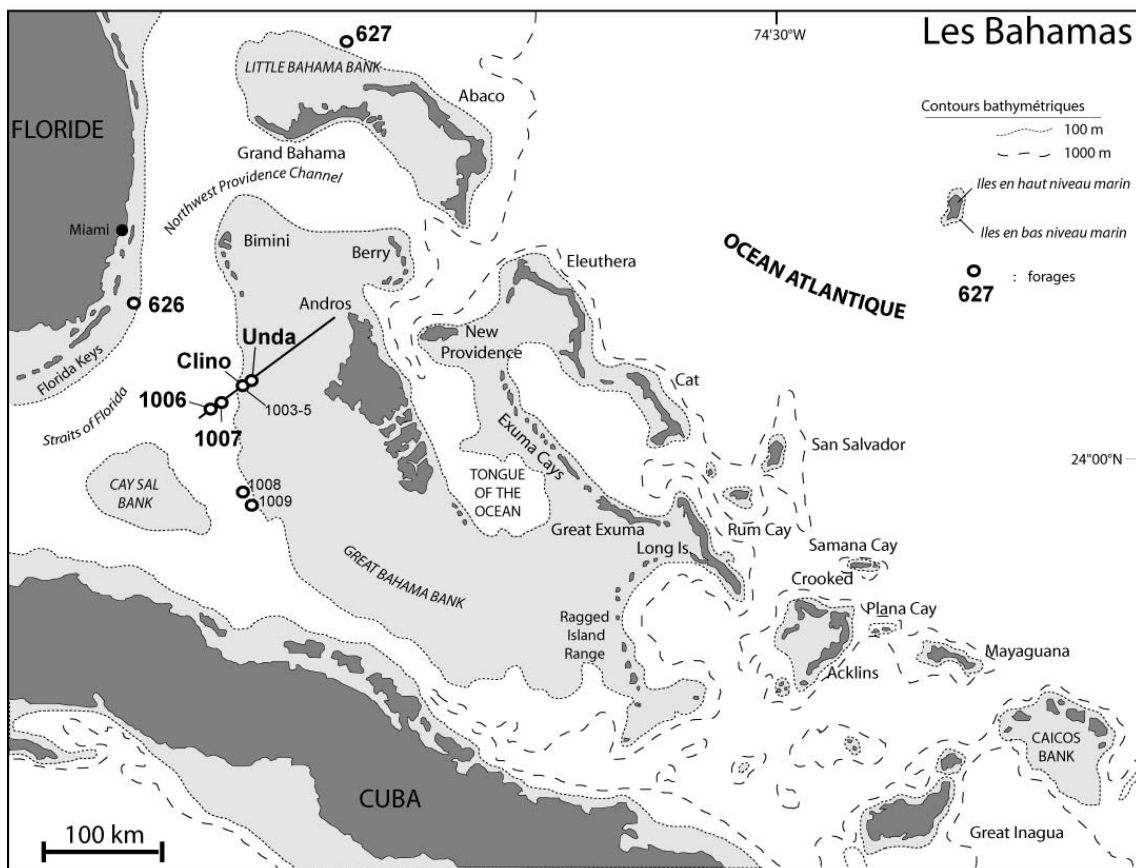 Les Bahamas
74'30"W
627
LITTLE BAHAMA BANK
Abaco
FLORIDE
Contours bathymétriques
100 m
1000 m
Grand Bahama
Northwest Providence Channel
Iles en haut niveau marin
Iles en bas niveau marin
Miami
Bimini
Berry
Eleuthera
OCEAN ATLANTIQUE
627
: forages
626
Andros
New
Providence
Unda
Clino
Florida Keys
1003-5
Cat
1006
1007
Straits of Florida
Exuma Cays
San Salvador
24°00'N
CAY SAL
BANK
1008
1009
TONGUE
OF THE
OCEAN
Great Exuma
Rum Cay
Long Is.
Samana Cay
GREAT BAHAMA BANK
Crooked
Plana Cay
Ragged
Island
Range
Mayaguana
Acklins
CAICOS
BANK
CUBA
Great Inagua
100 km